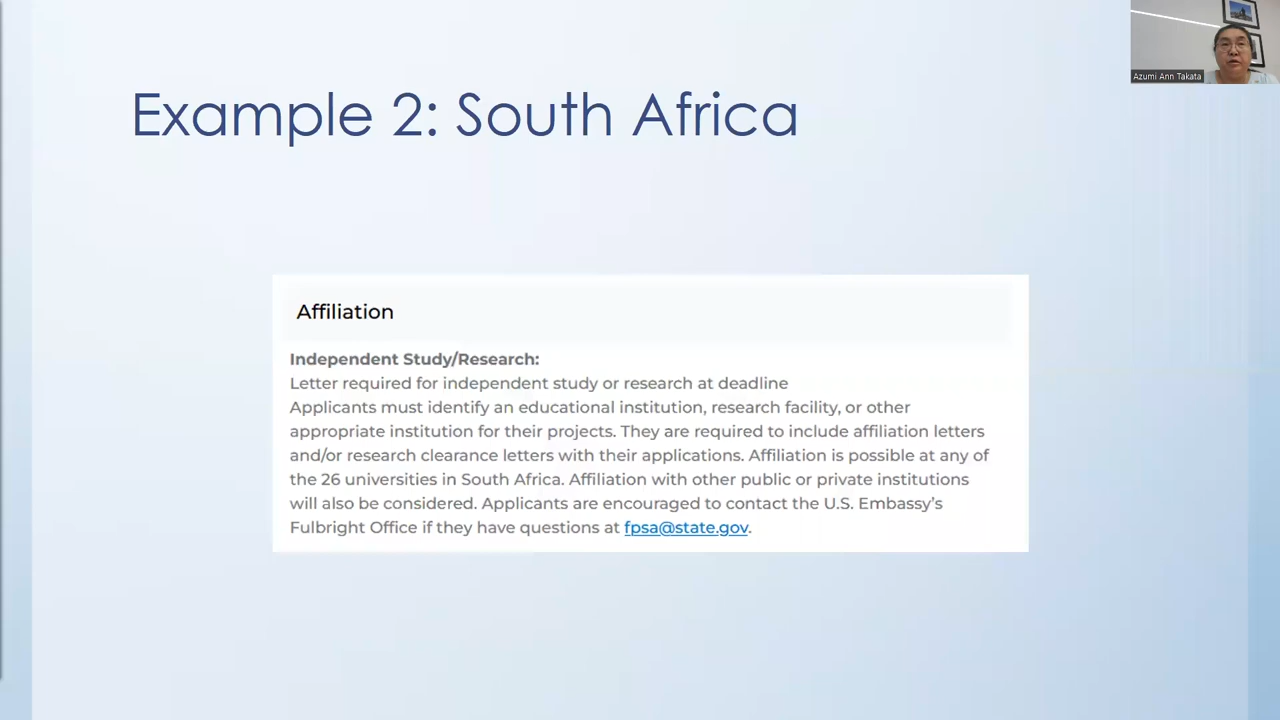 Azumi Ann Takata
Example 2: South Africa
Affiliation
Independent Study/Research:
Letter required for independent study or research at deadline
Applicants must identify an educational institution, research facility, or other
appropriate institution for their projects. They are required to include affiliation letters
and/or research clearance letters with their applications. Affiliation is possible at any of
the 26 universities in South Africa. Affiliation with other public or private institutions
will also be considered. Applicants are encouraged to contact the U.S. Embassy’s
Fulbright Office if they have questions at fpsa@state.gov.